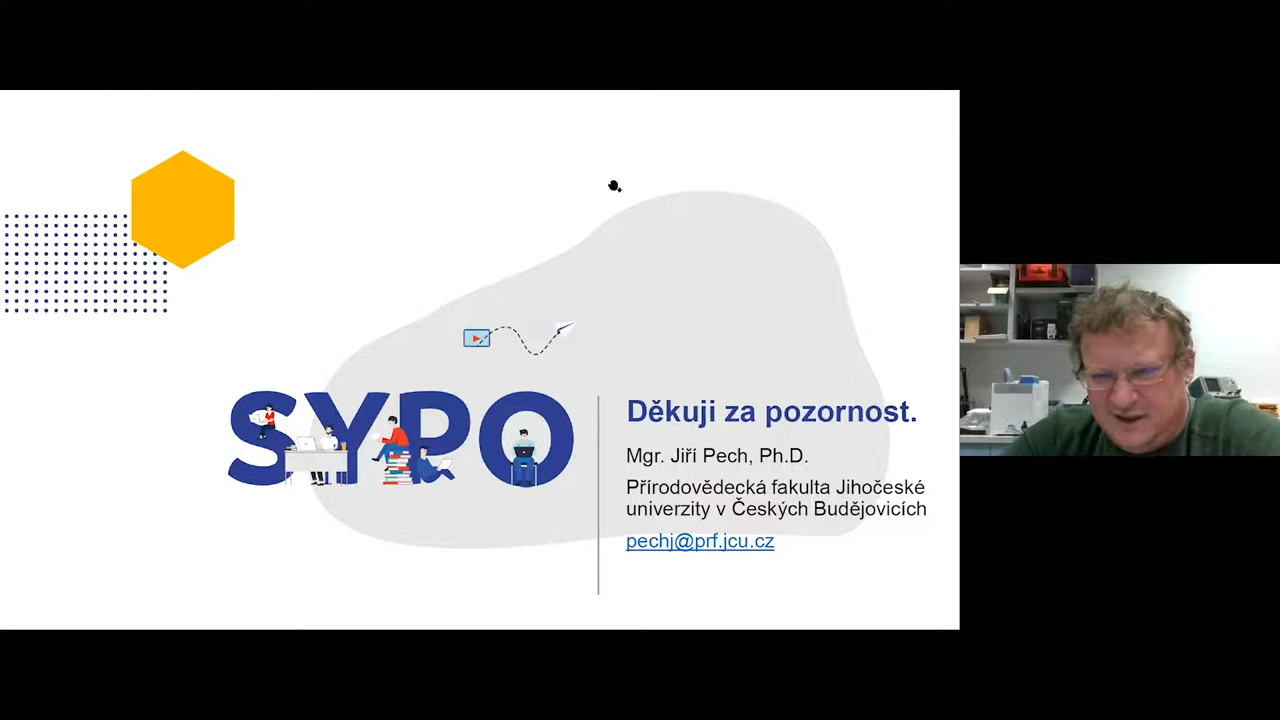 SYPO
Děkuji za pozornost.
Mgr. Jiří Pech, Ph.D.
Přírodovědecká fakulta Jihočeské
univerzity v Českých Budějovicích
pechj@prf.jcu.cz